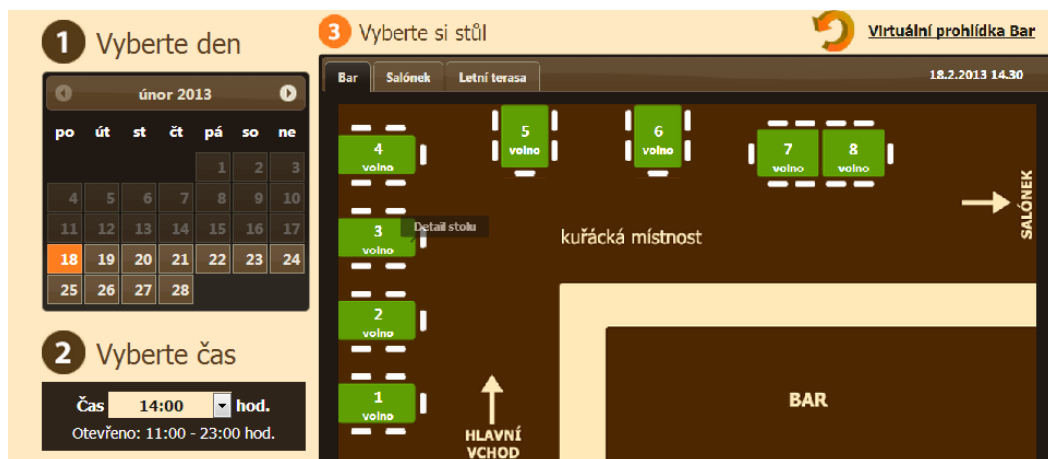 1 Vyberte den
únor 2013
po út st čt pá so ne
1 2 3
4 5 6 7 8 9 10
11 12 13 14 15 16 17
18 19 20 21 22 23 24
25 26 27 28
2 Vyberte čas
Čas 14:00 hod.
Otevřeno: 11:00 - 23:00 hod.
3 Vyberte si stůl
Virtuální prohlídka Bar
Bar Salónek Letní terasa 18.2.2013 14.30
5
volno
6
volno
4
volno
7
volno
8
volno
SALÓNEK
3
volno
Detail stolu
kuřácká místnost
2
volno
1
volno
BAR
HLAVNÍ
VCHOD